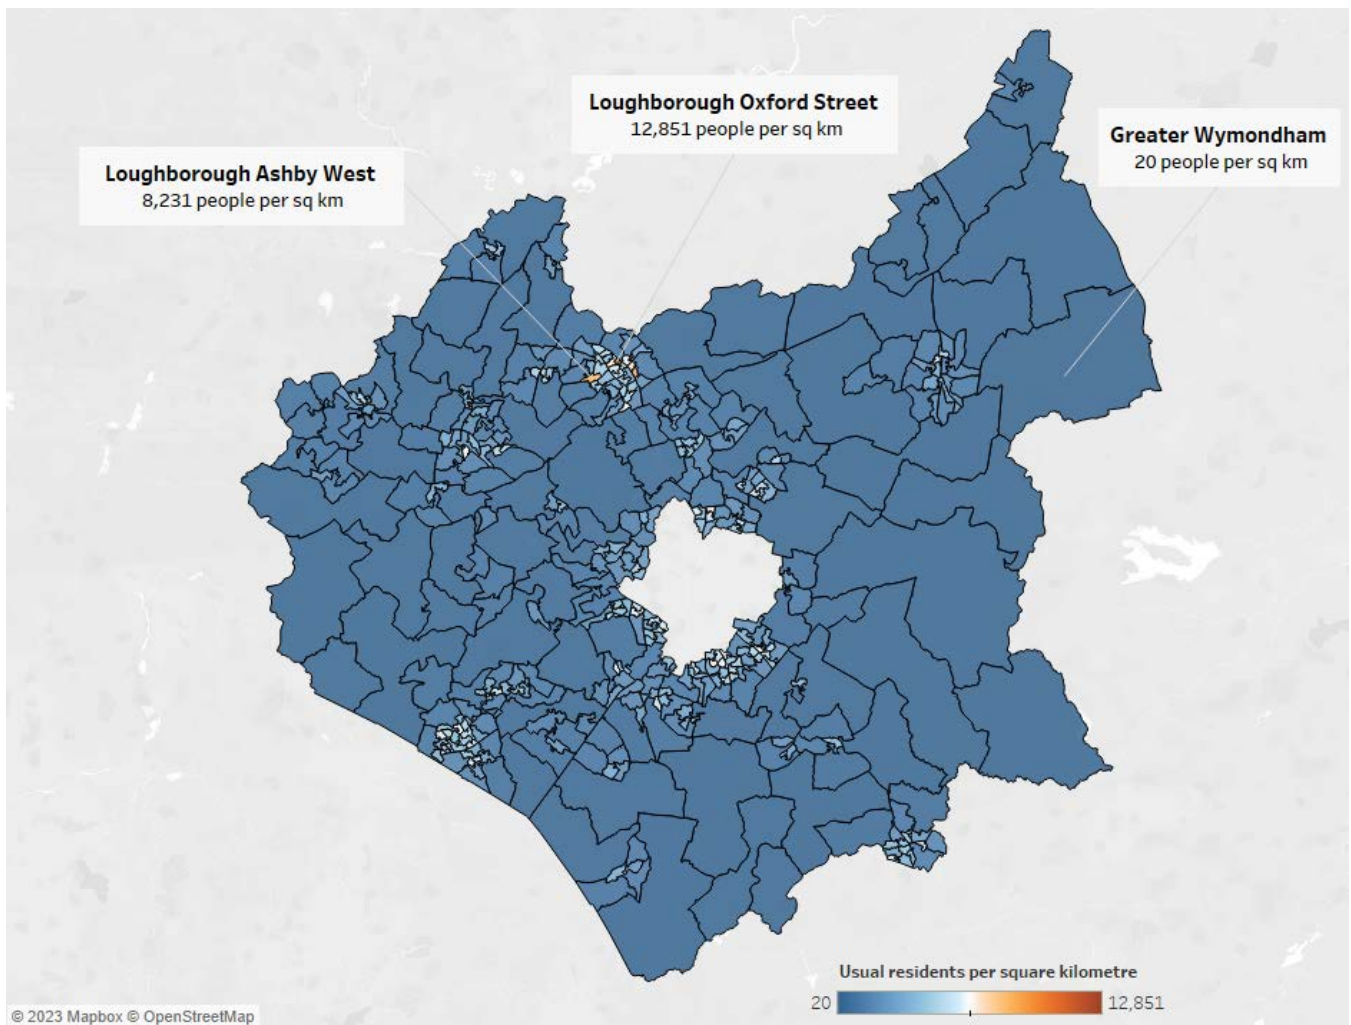 Loughborough Oxford Street
12,851 people per sq km
Greater Wymondham
20 people per sq km
Loughborough Ashby West
8,231 people per sq km
Usual residents per square kilometre
20
12,851
© 2023 Mapbox © OpenStreetMap